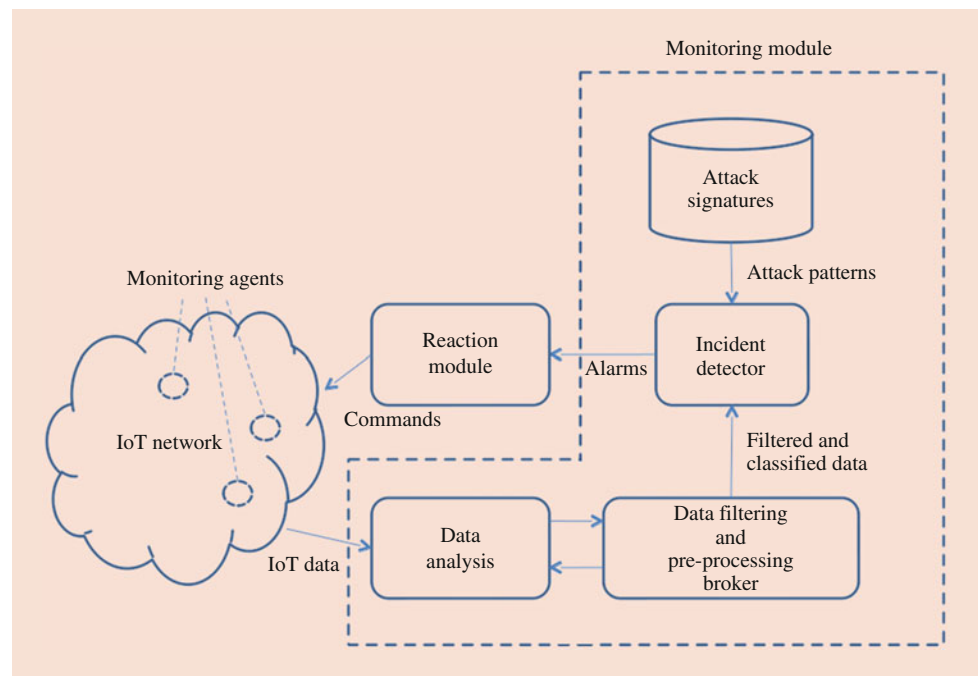 Monitoring module
Attack
signatures
Attack patterns
Monitoring agents
Reaction
module
Alarms
Incident
detector
Commands
IoT network
Filtered and
classified data
IoT data
Data
analysis
Data filtering
and
pre-processing
broker